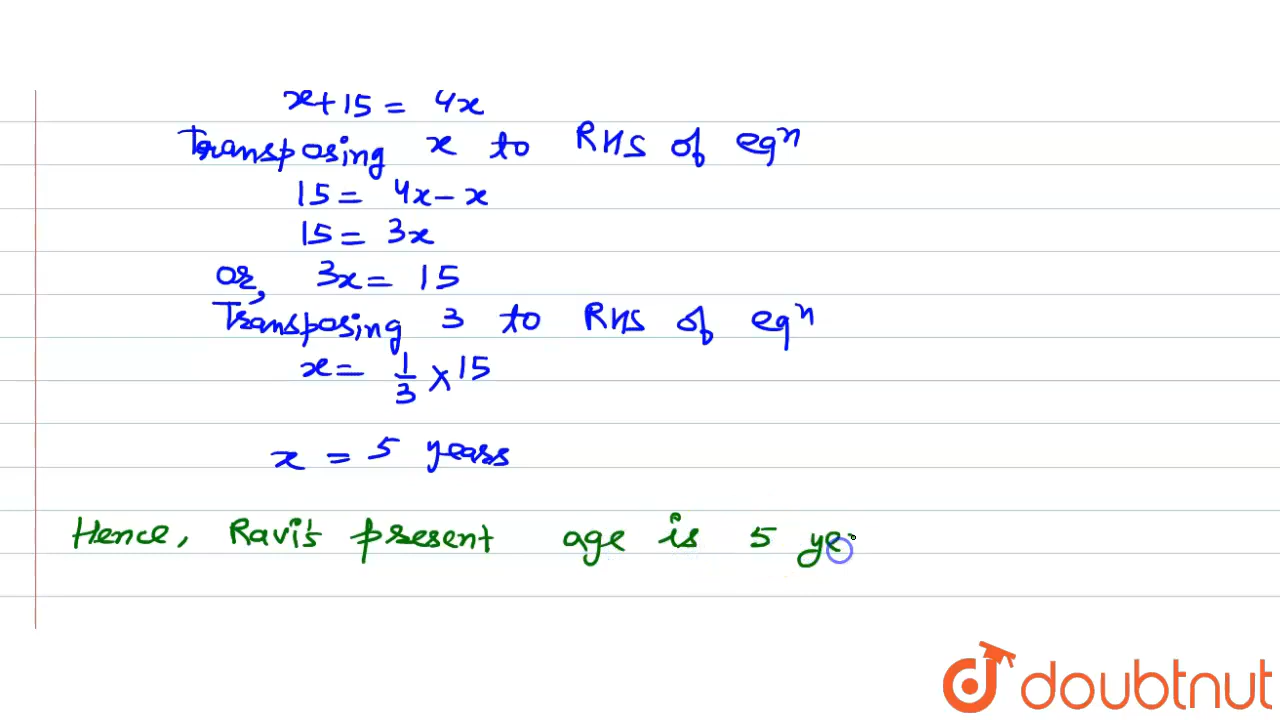 x+15 = 4x
Transposing x to RHS of eqⁿ
15 = 4x - x
15 = 3x
or, 3x = 15
Transposing 3 to RHS of eqⁿ
x = 1/3 × 15
x = 5 years
Hence, Ravi's present age is 5 ye
doubtnut